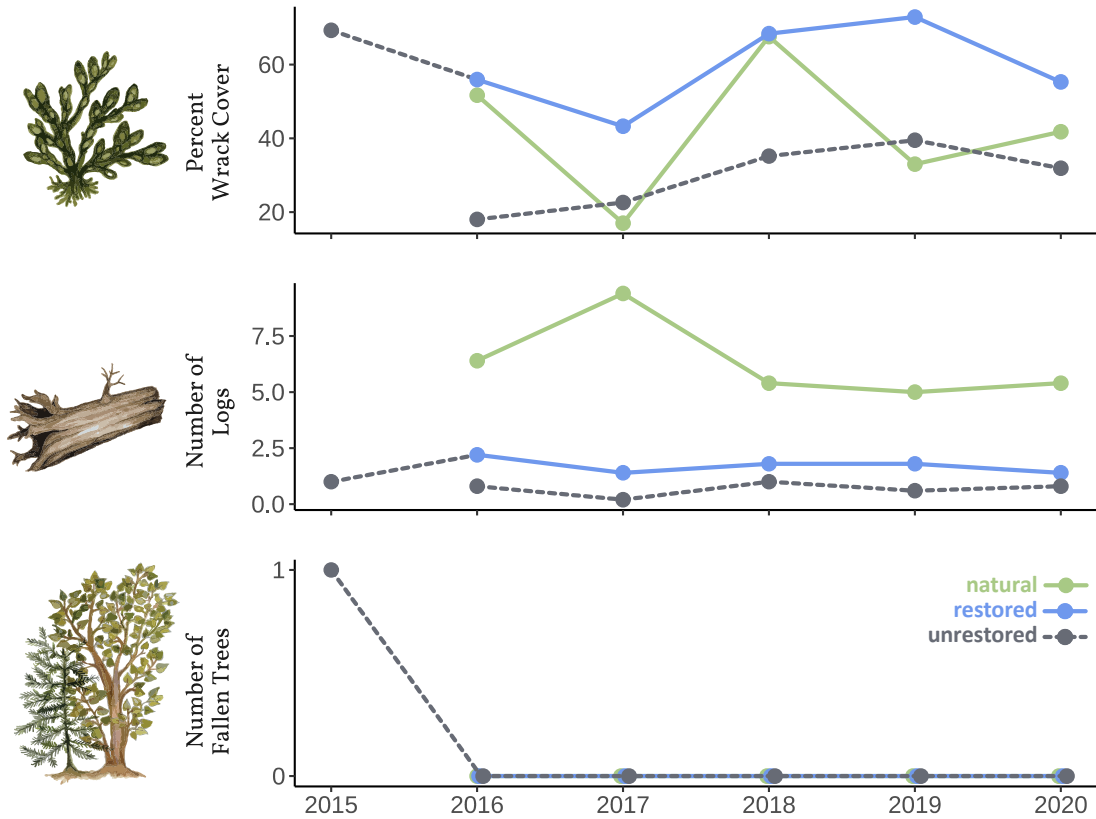 Percent
Wrack Cover
60
40
20
Number of
Logs
7.5
5.0
2.5
0.0
Number of
Fallen Trees
1
0
natural
restored
unrestored
2015 2016 2017 2018 2019 2020